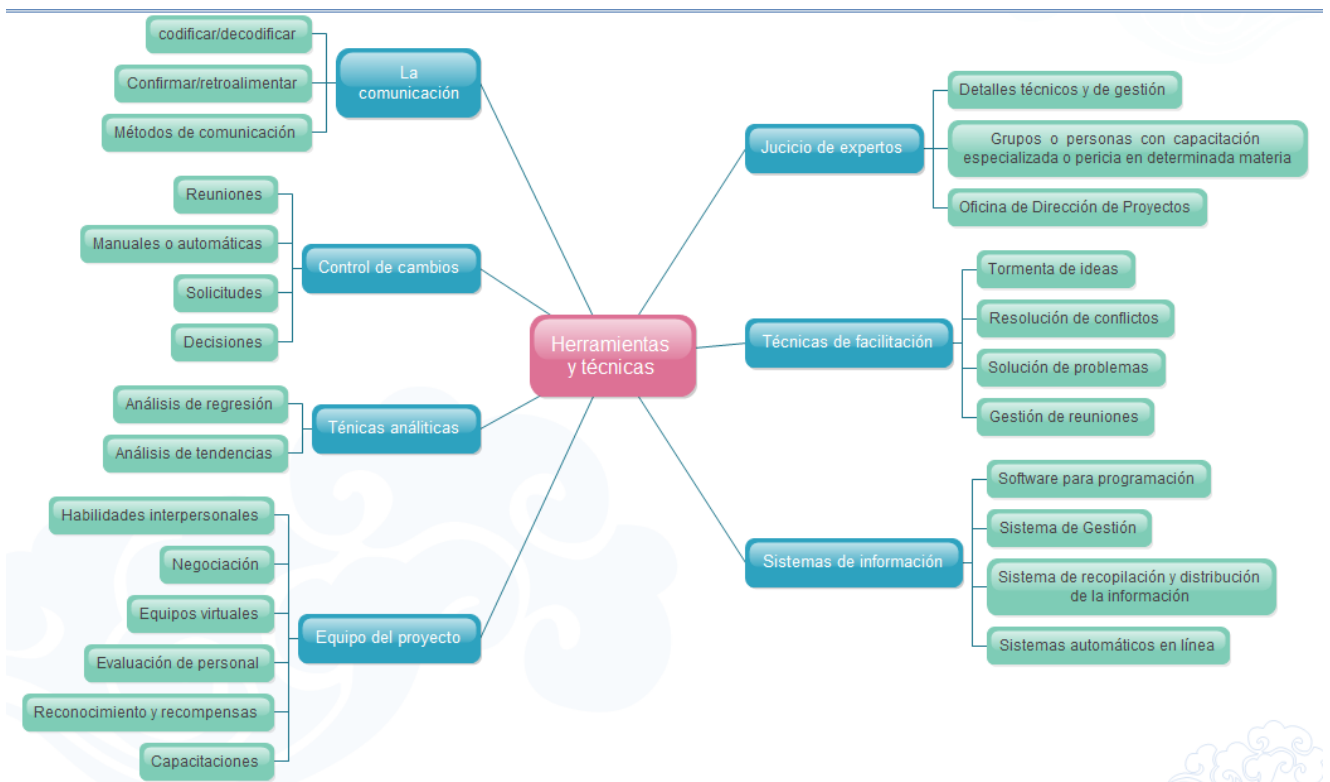 Herramientas
y técnicas
La
comunicación
codificar/decodificar
Confirmar/retroalimentar
Métodos de comunicación
Control de cambios
Reuniones
Manuales o automáticas
Solicitudes
Decisiones
Ténicas análiticas
Análisis de regresión
Análisis de tendencias
Equipo del proyecto
Habilidades interpersonales
Negociación
Equipos virtuales
Evaluación de personal
Reconocimiento y recompensas
Capacitaciones
Jucicio de expertos
Detalles técnicos y de gestión
Grupos o personas con capacitación
especializada o pericia en determinada materia
Oficina de Dirección de Proyectos
Técnicas de facilitación
Tormenta de ideas
Resolución de conflictos
Solución de problemas
Gestión de reuniones
Sistemas de información
Software para programación
Sistema de Gestión
Sistema de recopilación y distribución
de la información
Sistemas automáticos en línea